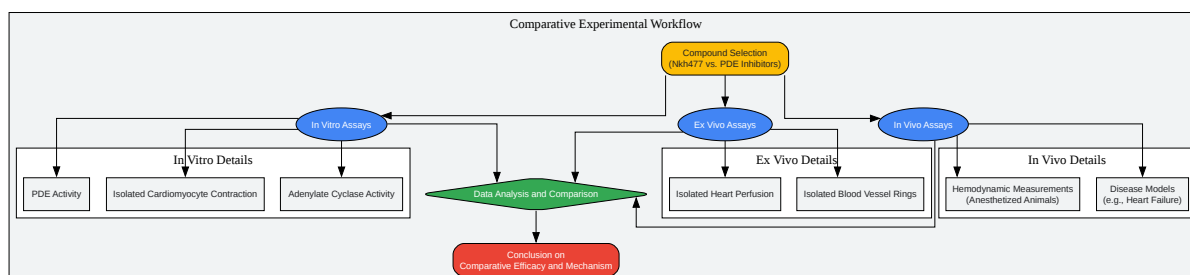 Comparative Experimental Workflow
Compound Selection
(Nkh477 vs. PDE Inhibitors)
In Vitro Assays
Ex Vivo Assays
In Vivo Assays
In Vitro Details
PDE Activity
Isolated Cardiomyocyte Contraction
Adenylate Cyclase Activity
Data Analysis and Comparison
Ex Vivo Details
Isolated Heart Perfusion
Isolated Blood Vessel Rings
In Vivo Details
Hemodynamic Measurements
(Anesthetized Animals)
Disease Models
(e.g., Heart Failure)
Conclusion on
Comparative Efficacy and Mechanism